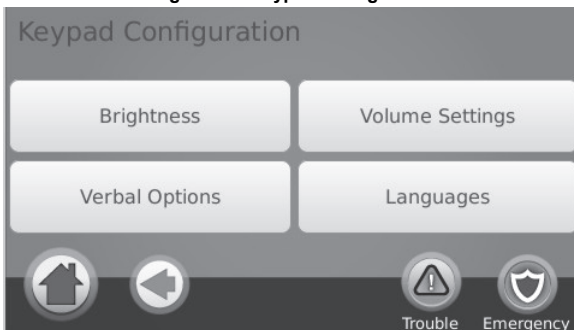 Keypad Configuration
Brightness
Volume Settings
Verbal Options
Languages
Trouble
Emergency